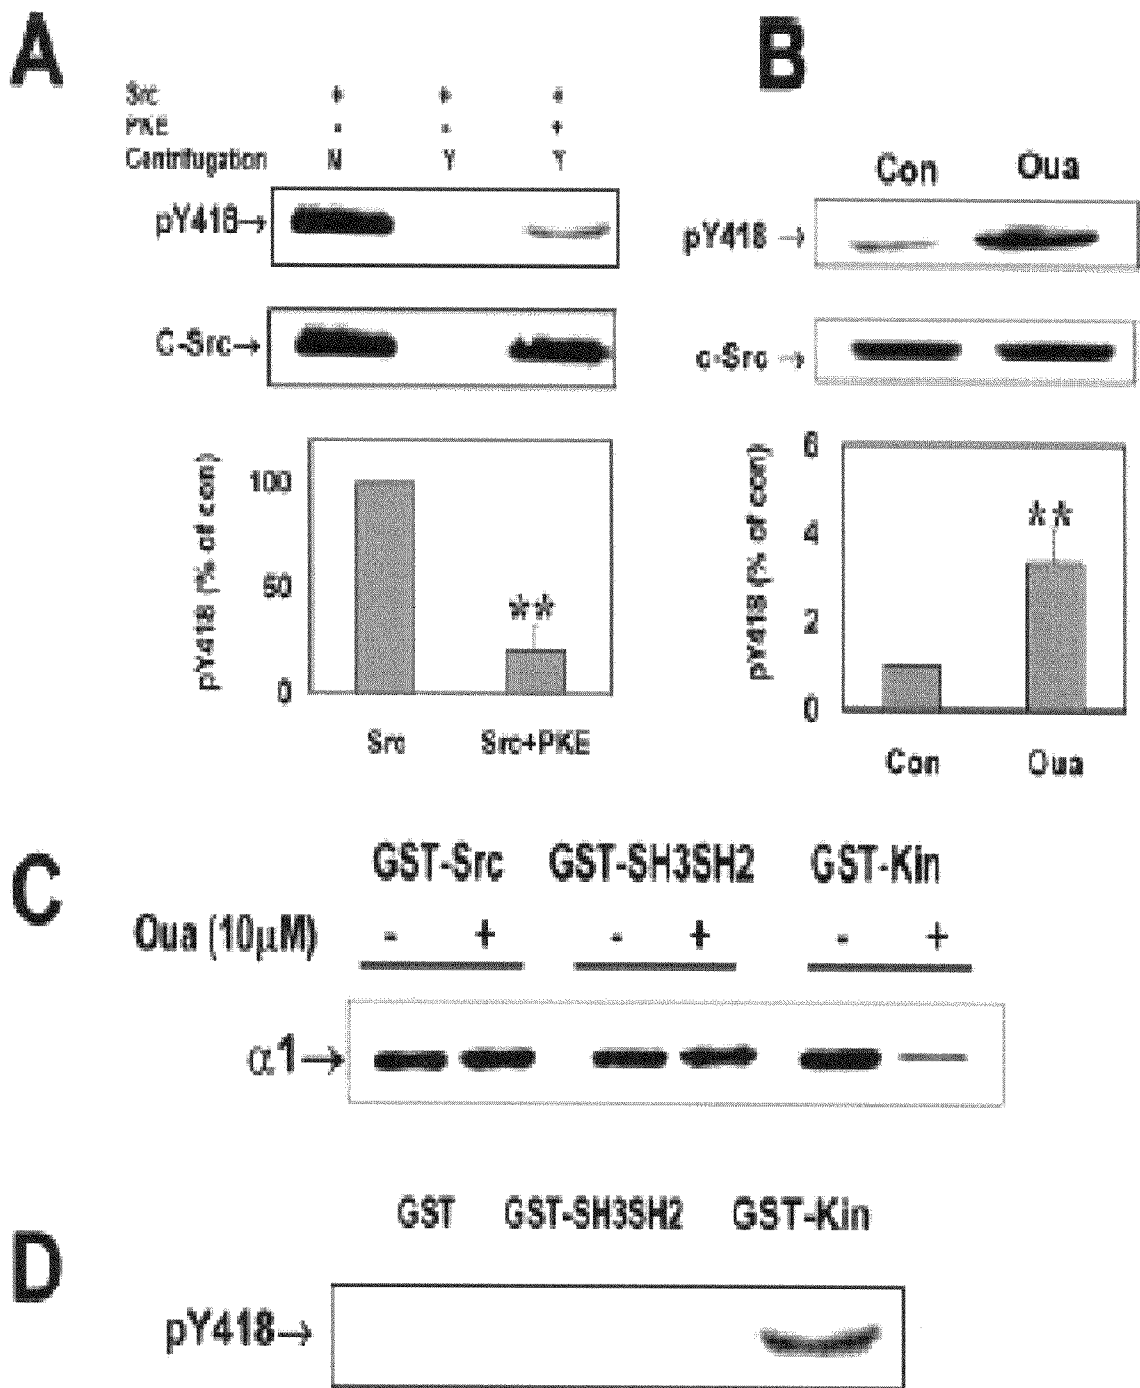 A
Src + + +
PKE - - +
Centrifugation N Y Y
pY418→
C-Src→
pY418 (% of con)
100
50
0
**
Src Src+PKE
B
Con Oua
pY418 →
c-Src →
pY418 (% of con)
6
4
2
0
**
Con Oua
C
GST-Src GST-SH3SH2 GST-Kin
Oua (10μM) - + - + - +
α1→
D
GST GST-SH3SH2 GST-Kin
pY418→